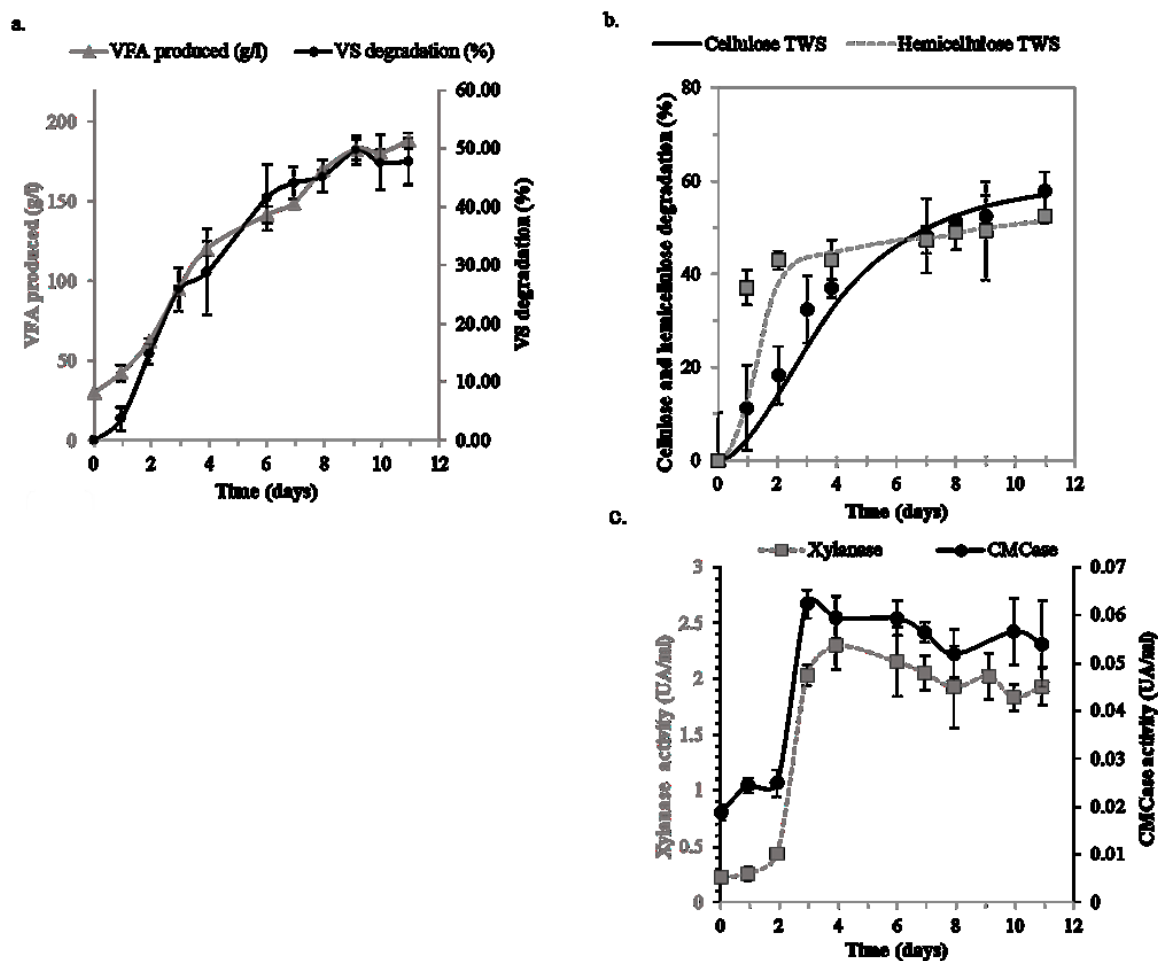 a.
VFA produced (g/l) VS degradation (%)
VFA produced (g/l)
200
150
100
50
0
60.00
50.00
40.00
30.00
20.00
10.00
0.00
VS degradation (%)
0 2 4 6 8 10 12
Time (days)
b.
Cellulose TWS Hemicellulose TWS
Cellulose and hemicellulose degradation (%)
80
60
40
20
0
0 2 4 6 8 10 12
Time (days)
c.
Xylanase CMCase
Xylanase activity (UA/ml)
3
2.5
2
1.5
1
0.5
0
0.07
0.06
0.05
0.04
0.03
0.02
0.01
0
CMCase activity (UA/ml)
0 2 4 6 8 10 12
Time (days)